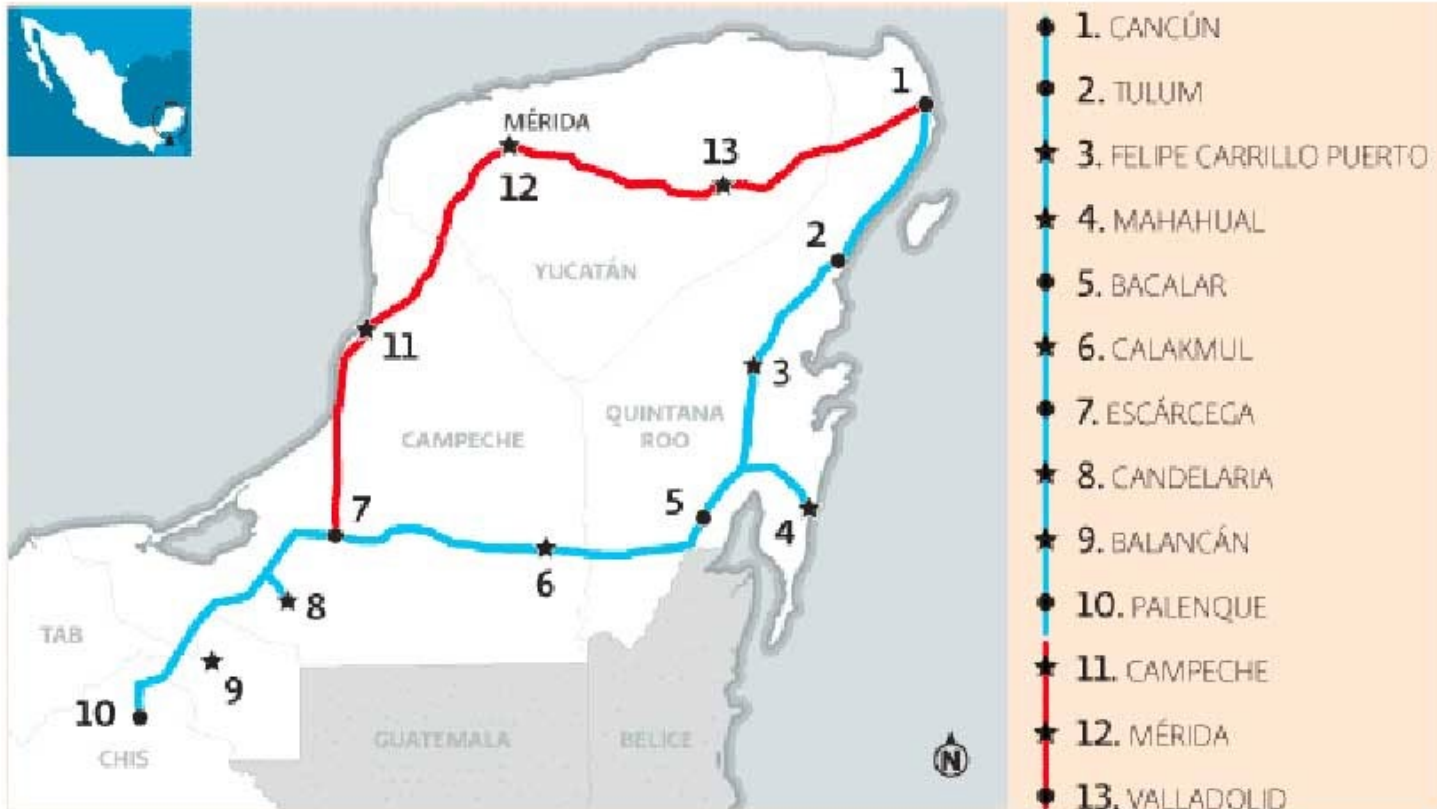 MÉRIDA
1
13
12
2
YUCATÁN
11
3
QUINTANA
ROO
CAMPECHE
7
5
4
6
8
TAB
9
10
CHIS
GUATEMALA
BELICE
N
1. CANCÚN
2. TULUM
3. FELIPE CARRILLO PUERTO
4. MAHAHUAL
5. BACALAR
6. CALAKMUL
7. ESCÁRCEGA
8. CANDELARIA
9. BALANCÁN
10. PALENQUE
11. CAMPECHE
12. MÉRIDA
13. VALLADOLID